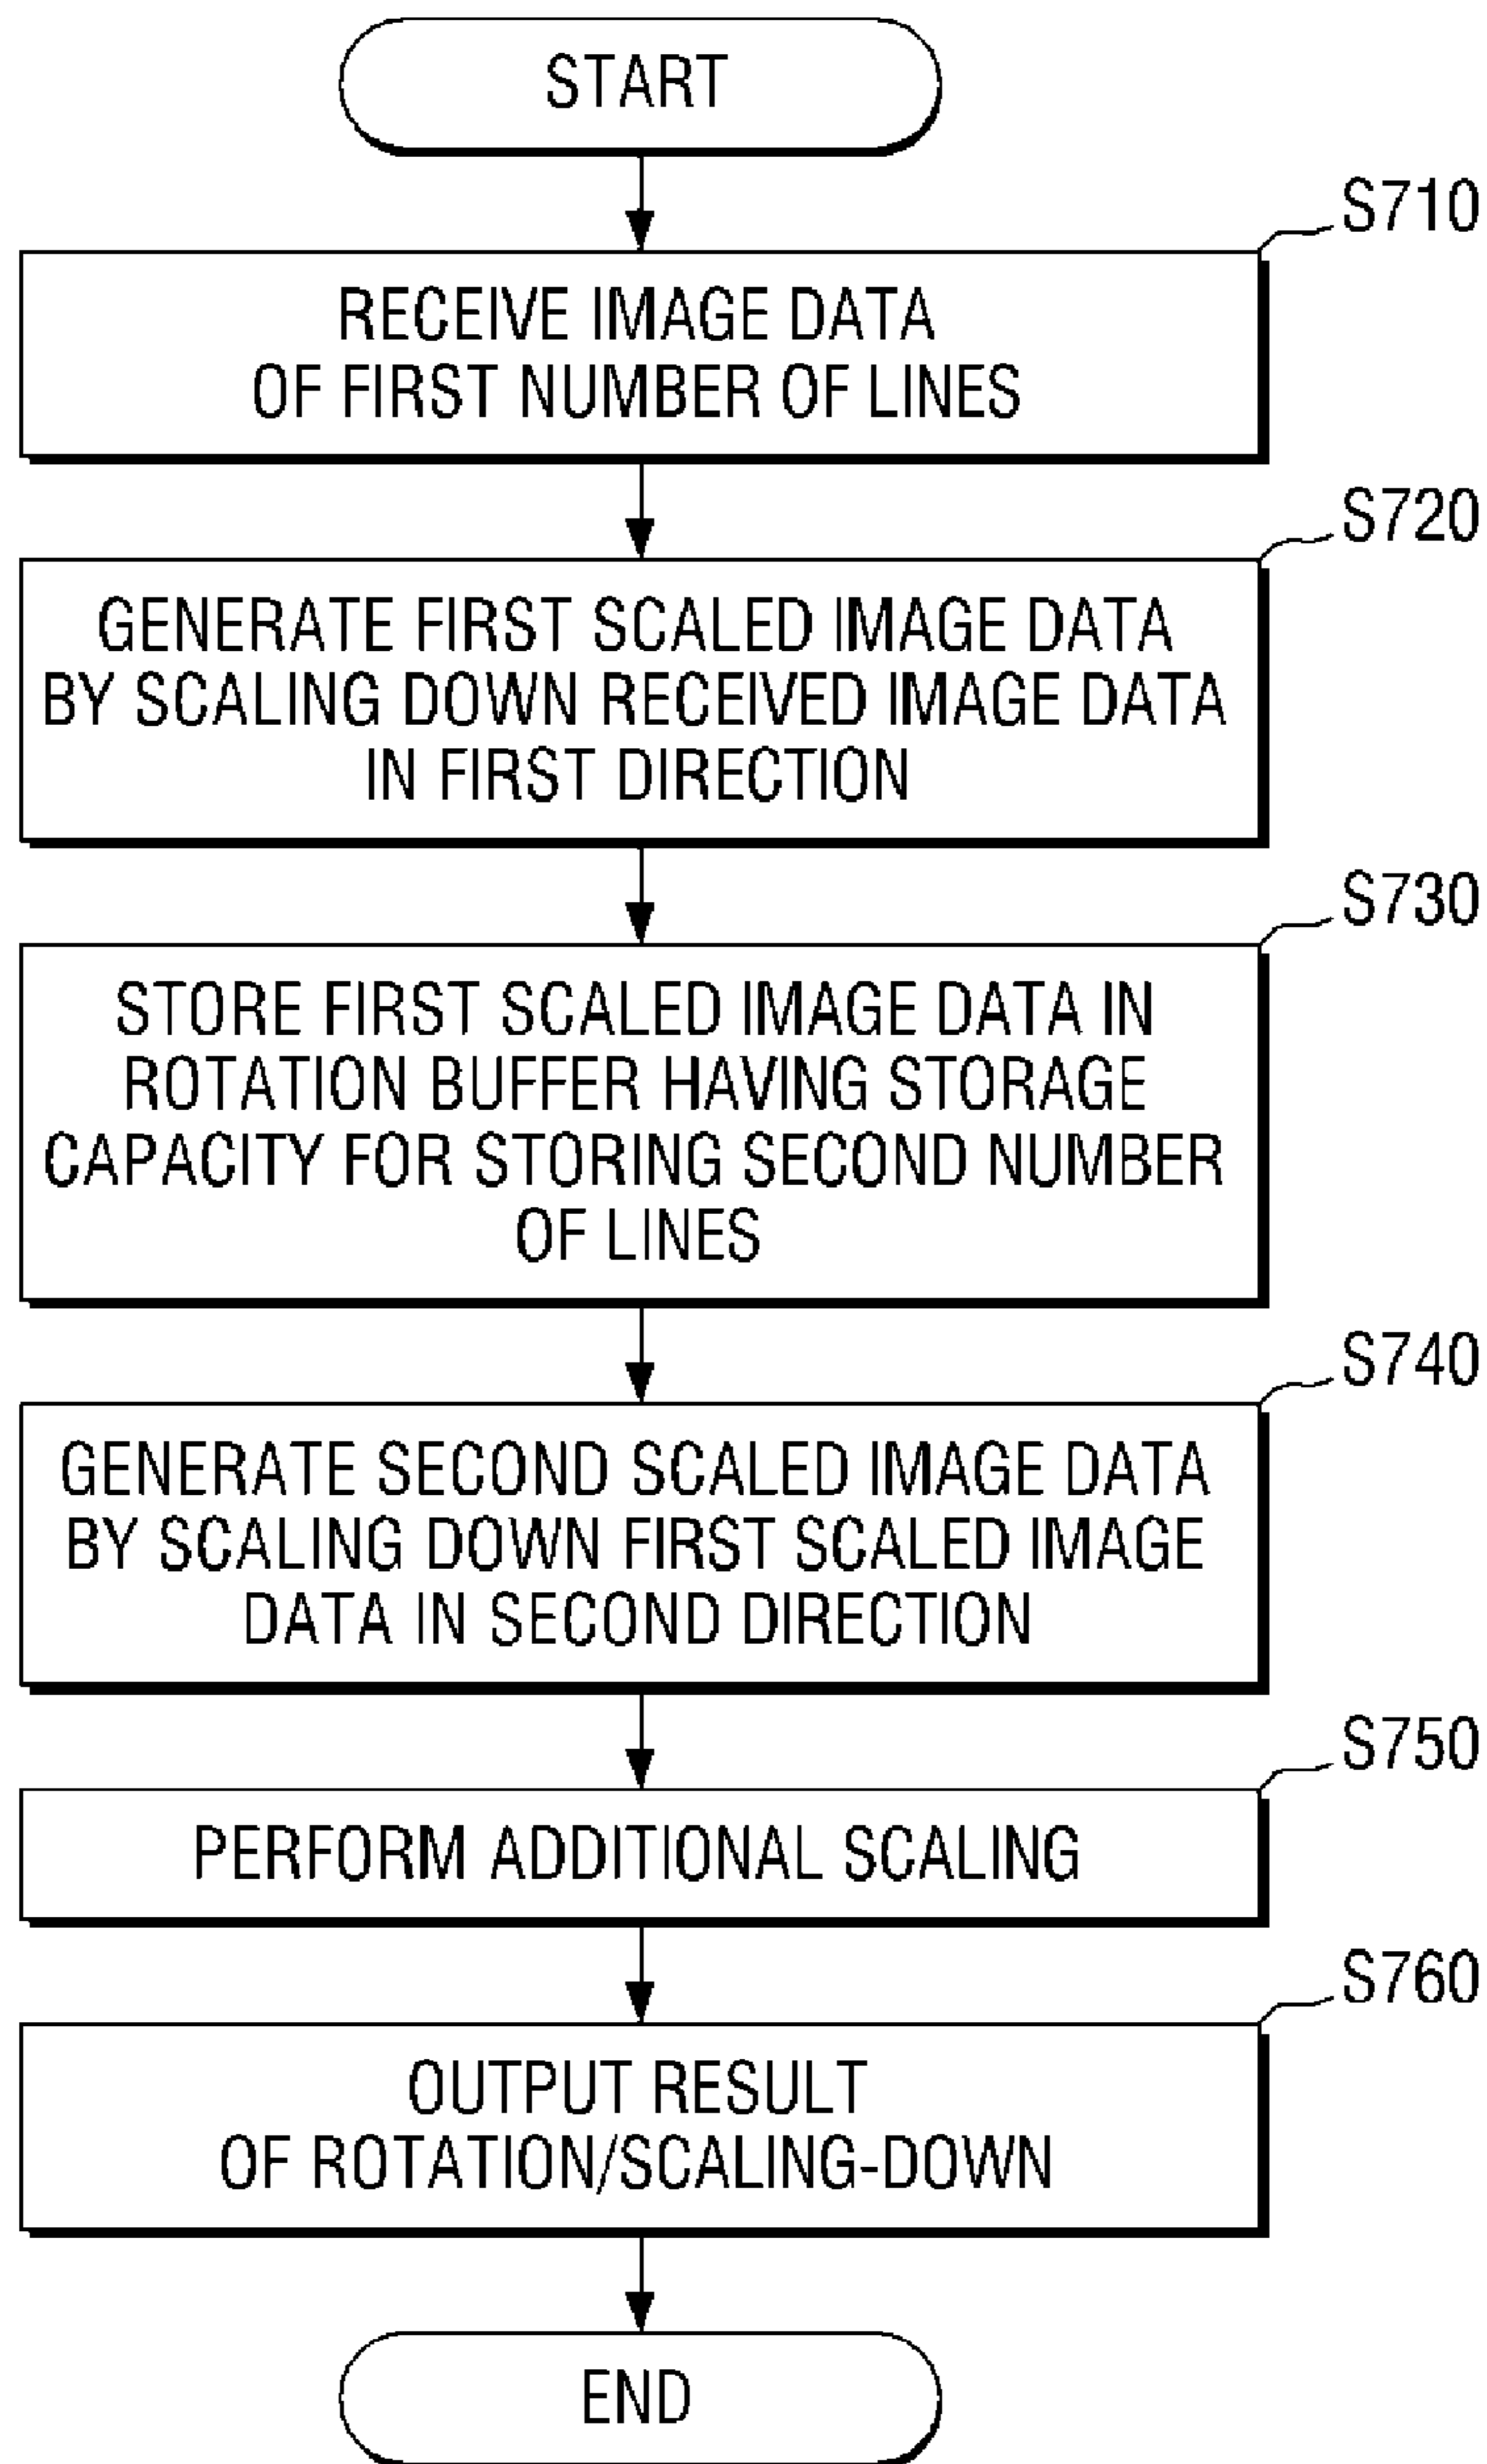 START
S710
RECEIVE IMAGE DATA
OF FIRST NUMBER OF LINES
S720
GENERATE FIRST SCALED IMAGE DATA
BY SCALING DOWN RECEIVED IMAGE DATA
IN FIRST DIRECTION
S730
STORE FIRST SCALED IMAGE DATA IN
ROTATION BUFFER HAVING STORAGE
CAPACITY FOR STORING SECOND NUMBER
OF LINES
S740
GENERATE SECOND SCALED IMAGE DATA
BY SCALING DOWN FIRST SCALED IMAGE
DATA IN SECOND DIRECTION
S750
PERFORM ADDITIONAL SCALING
S760
OUTPUT RESULT
OF ROTATION/SCALING-DOWN
END